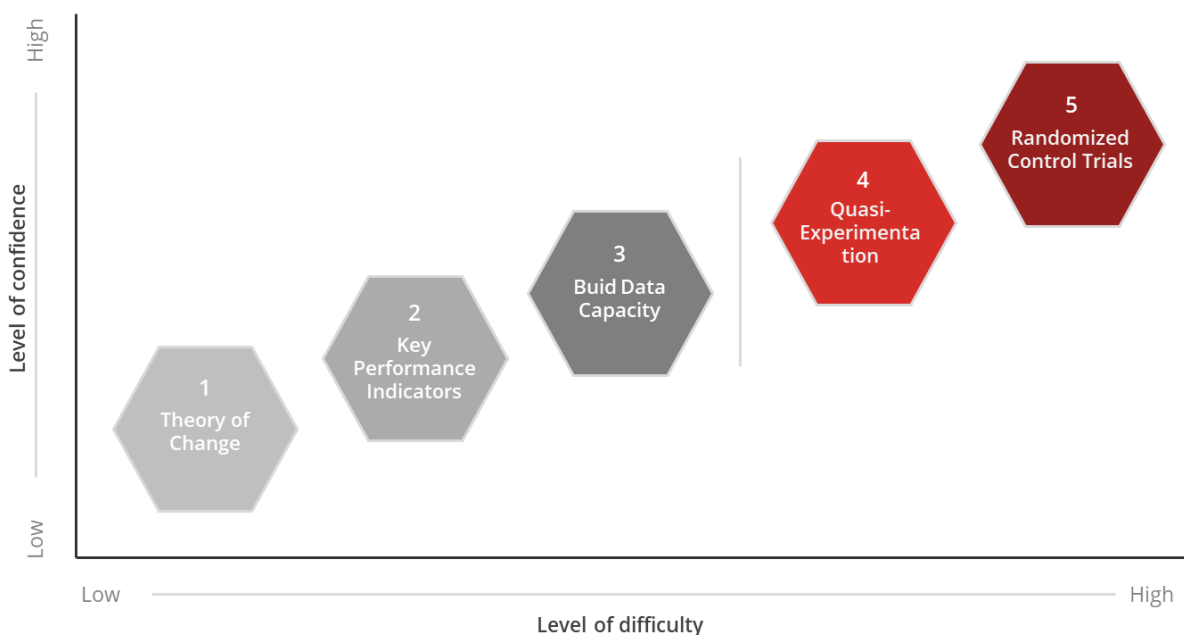 High
Level of confidence
Low
1
Theory of
Change
2
Key
Performance
Indicators
3
Buid Data
Capacity
4
Quasi-
Experimenta
tion
5
Randomized
Control Trials
Low
High
Level of difficulty